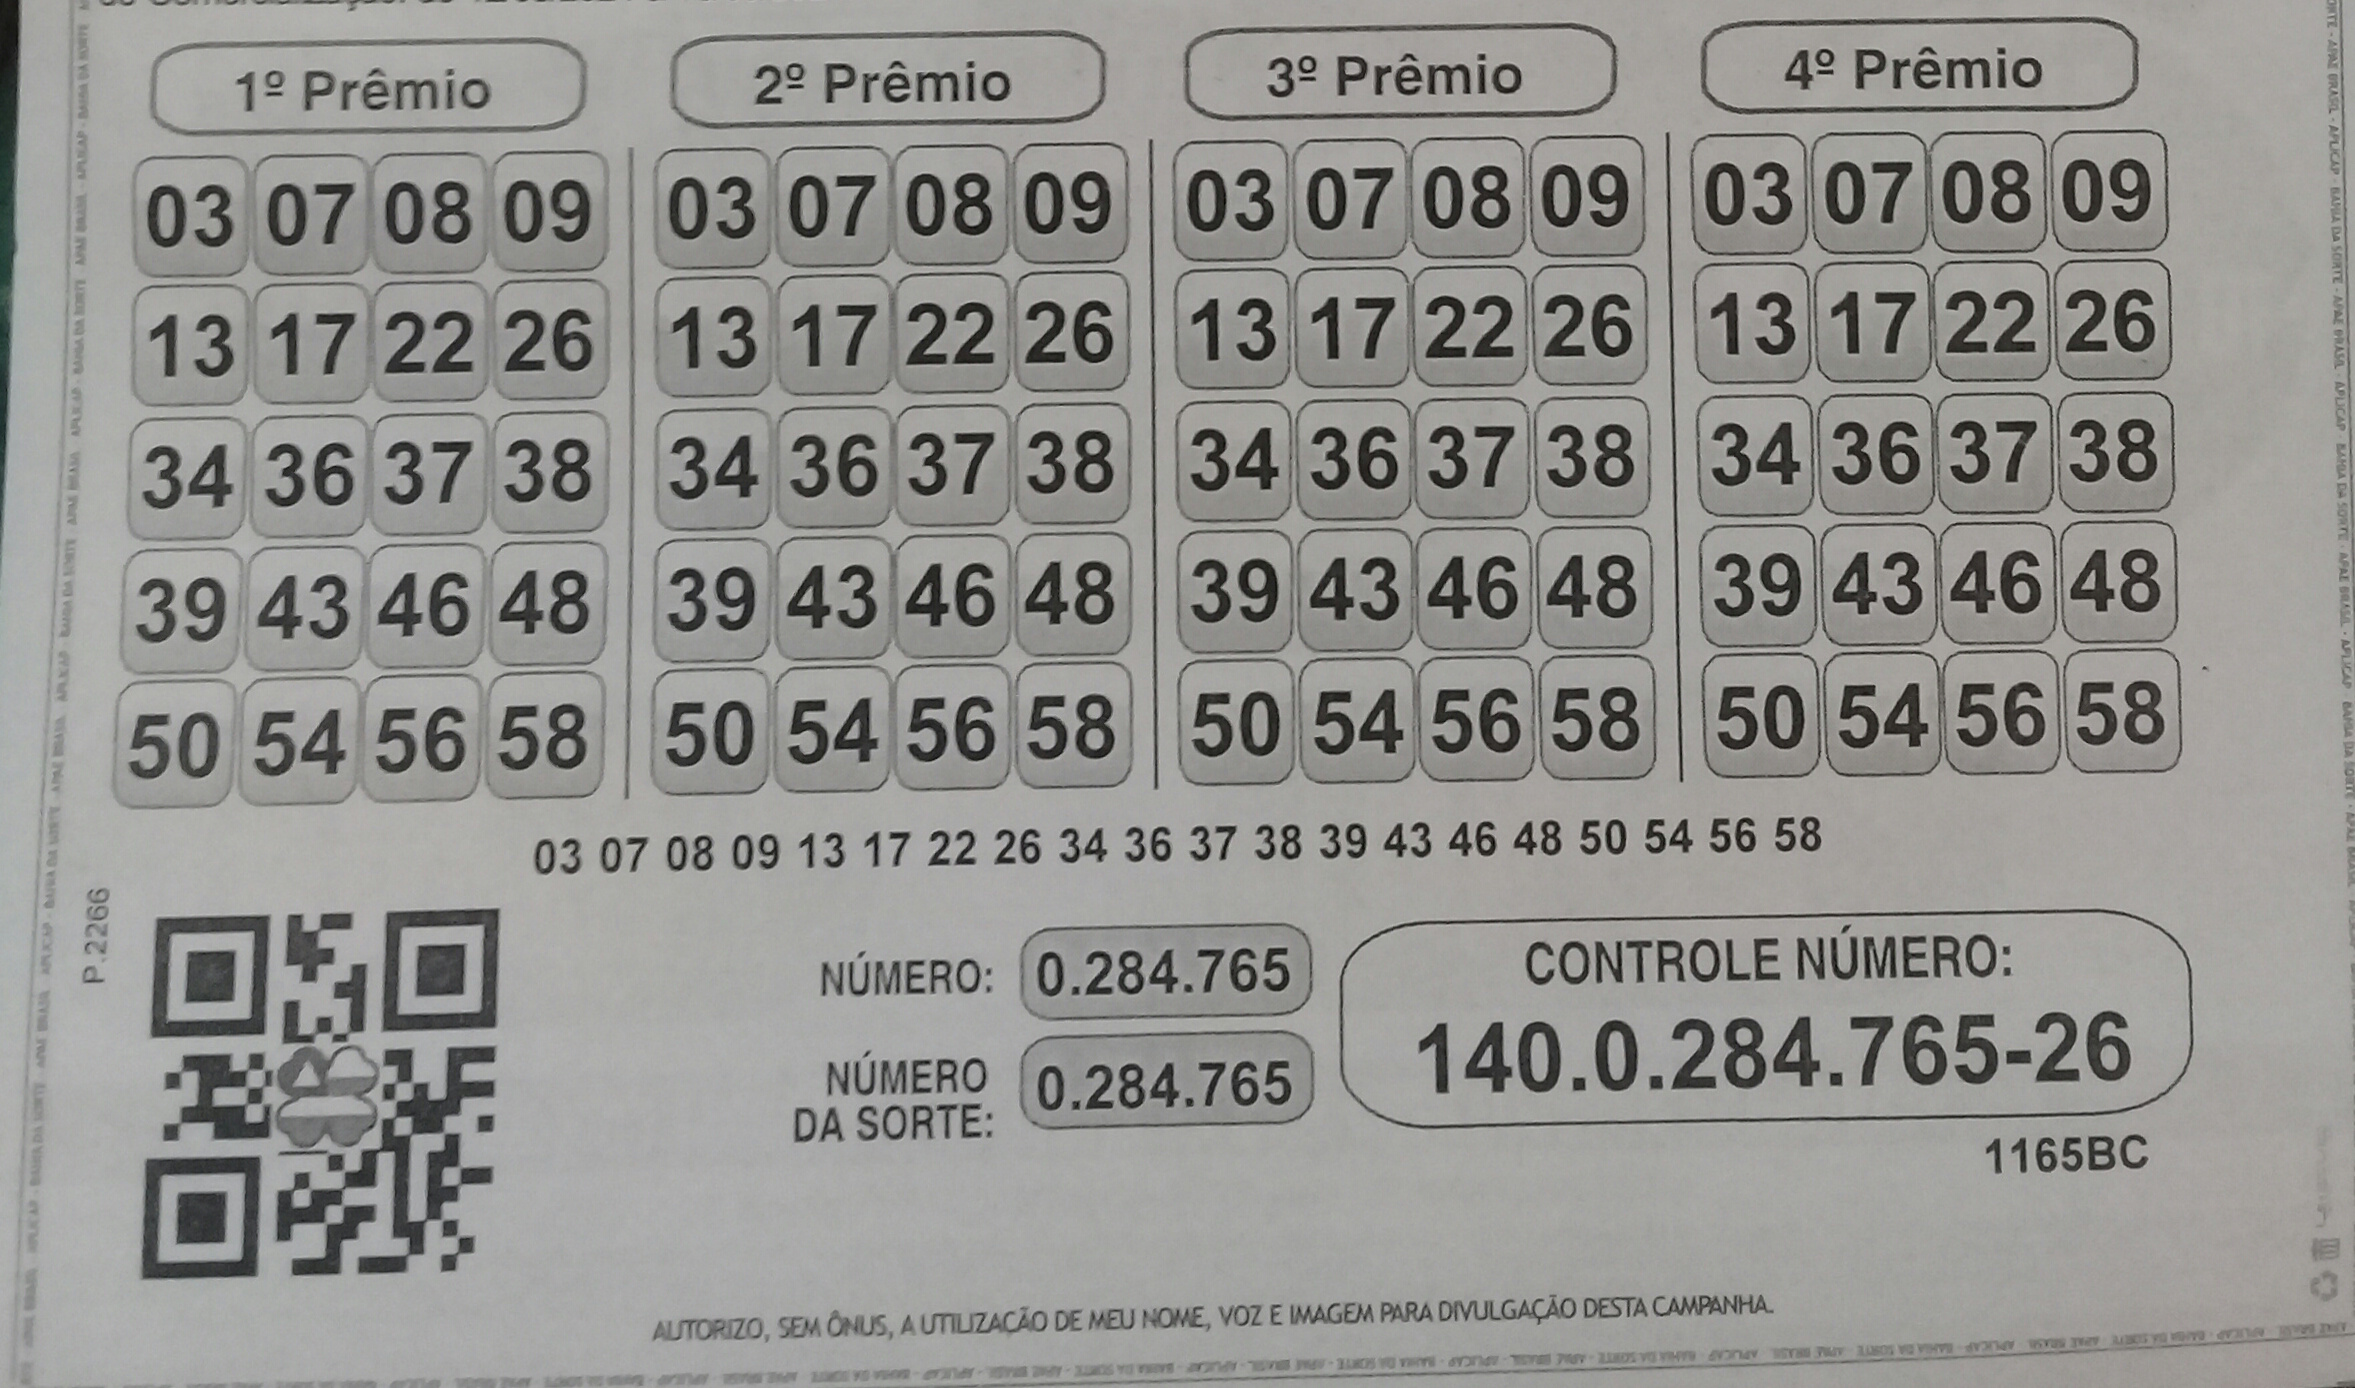 1º Prêmio 2º Prêmio 3º Prêmio 4º Prêmio
03 07 08 09 03 07 08 09 03 07 08 09 03 07 08 09
13 17 22 26 13 17 22 26 13 17 22 26 13 17 22 26
34 36 37 38 34 36 37 38 34 36 37 38 34 36 37 38
39 43 46 48 39 43 46 48 39 43 46 48 39 43 46 48
50 54 56 58 50 54 56 58 50 54 56 58 50 54 56 58
03 07 08 09 13 17 22 26 34 36 37 38 39 43 46 48 50 54 56 58
P.2266
NÚMERO: 0.284.765
NÚMERO
DA SORTE: 0.284.765
CONTROLE NÚMERO:
140.0.284.765-26
1165BC
AUTORIZO, SEM ÔNUS, A UTILIZAÇÃO DE MEU NOME, VOZ E IMAGEM PARA DIVULGAÇÃO DESTA CAMPANHA.